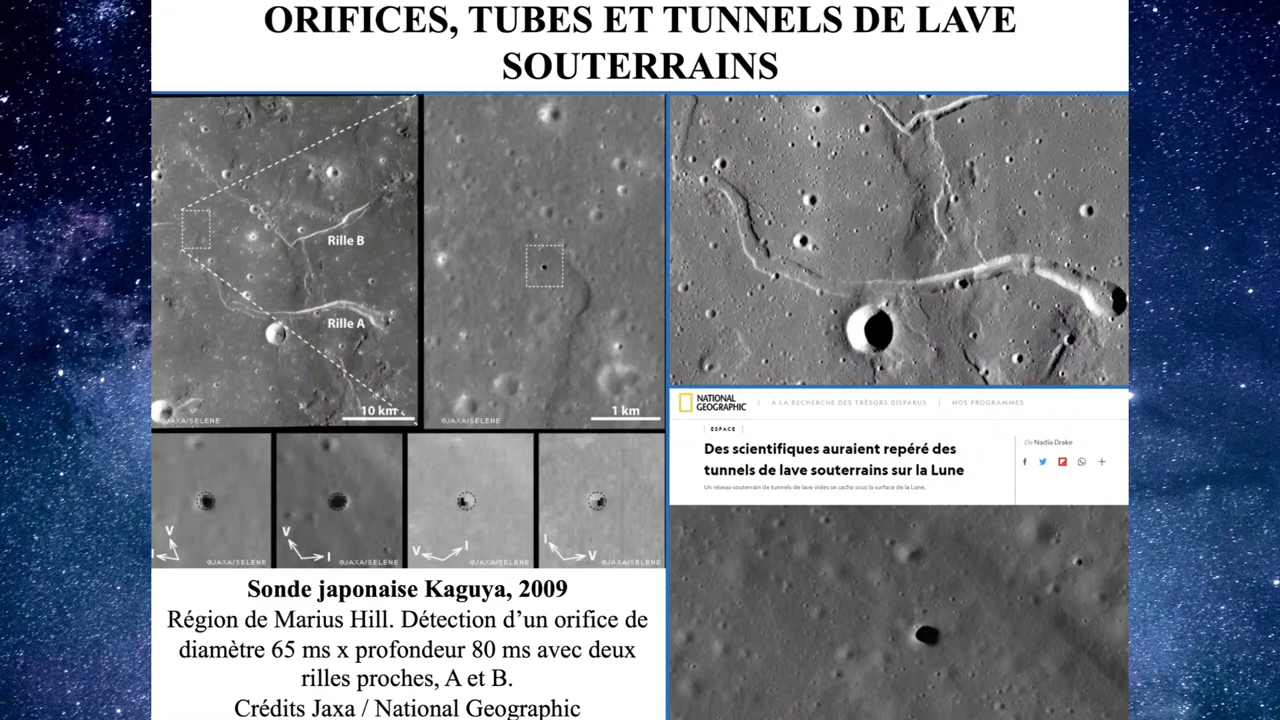 ORIFICES, TUBES ET TUNNELS DE LAVE
SOUTERRAINS
Rille B
Rille A
10 km
©JAXA/SELENE
1 km
©JAXA/SELENE
V
I
©JAXA/SELENE
V
I
©JAXA/SELENE
V
I
©JAXA/SELENE
I
V
©JAXA/SELENE
Sonde japonaise Kaguya, 2009
Région de Marius Hill. Détection d’un orifice de
diamètre 65 ms x profondeur 80 ms avec deux
rilles proches, A et B.
Crédits Jaxa / National Geographic
NATIONAL
GEOGRAPHIC
À LA RECHERCHE DES TRÉSORS DISPARUS
NOS PROGRAMMES
ESPACE
Des scientifiques auraient repéré des
tunnels de lave souterrains sur la Lune
Un réseau souterrain de tunnels de lave vides se cache sous la surface de la Lune.
De Nadia Drake